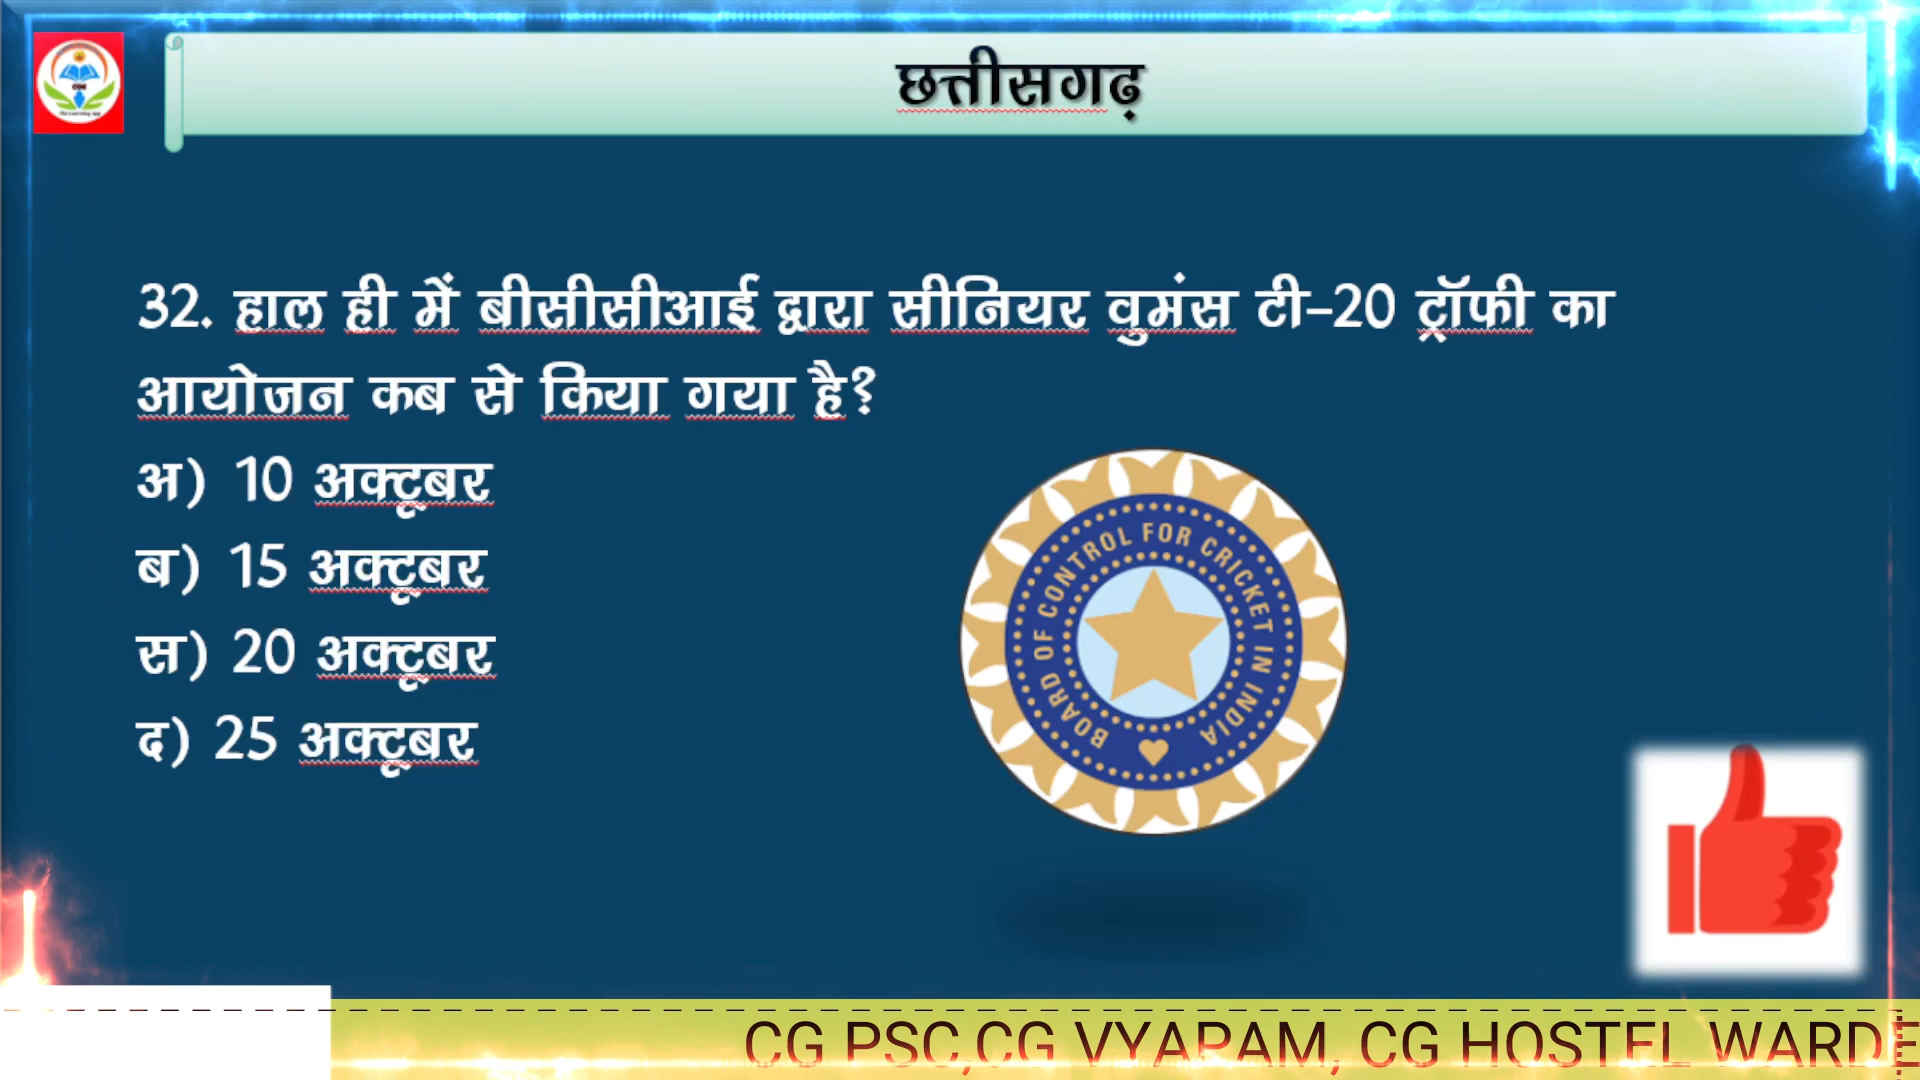 छत्तीसगढ़
32. हाल ही में बीसीसीआई द्वारा सीनियर वुमंस टी-20 ट्रॉफी का
आयोजन कब से किया गया है?
अ) 10 अक्टूबर
ब) 15 अक्टूबर
स) 20 अक्टूबर
द) 25 अक्टूबर
BOARD OF CONTROL FOR CRICKET IN INDIA
CG PSC,CG VYAPAM, CG HOSTEL WARDE